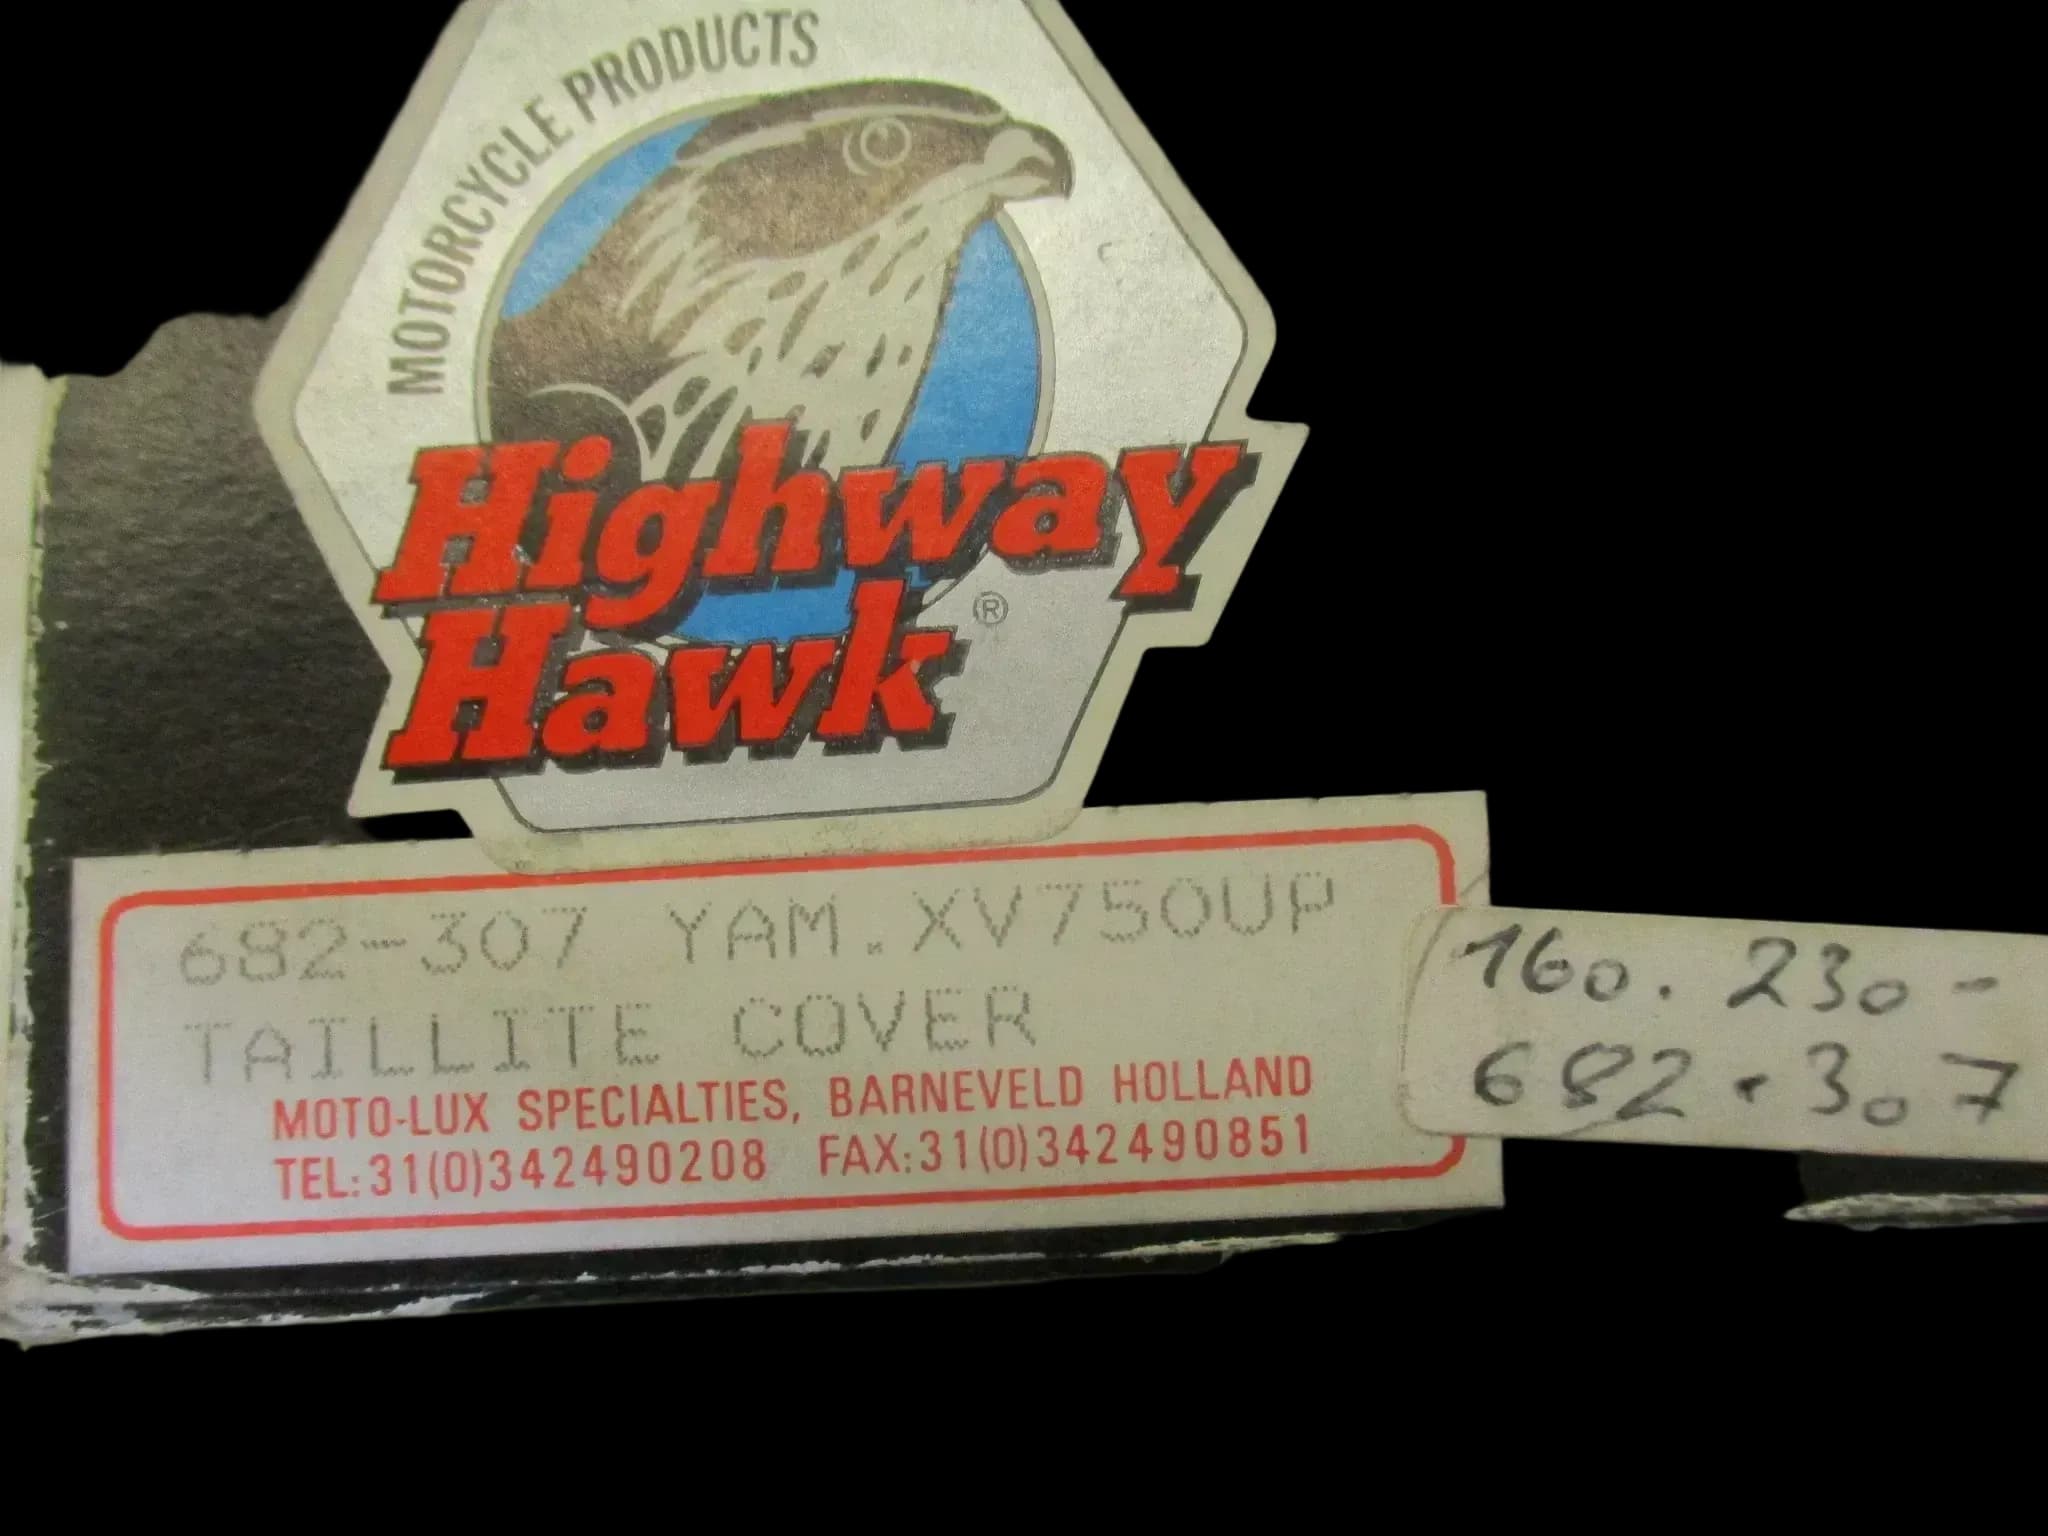 MOTORCYCLE PRODUCTS
Highway
Hawk ®
682-307 YAM.XV750UP
TAILLITE COVER
MOTO-LUX SPECIALTIES, BARNEVELD HOLLAND
TEL:31(0)342490208 FAX:31(0)342490851
160.230-
682.307